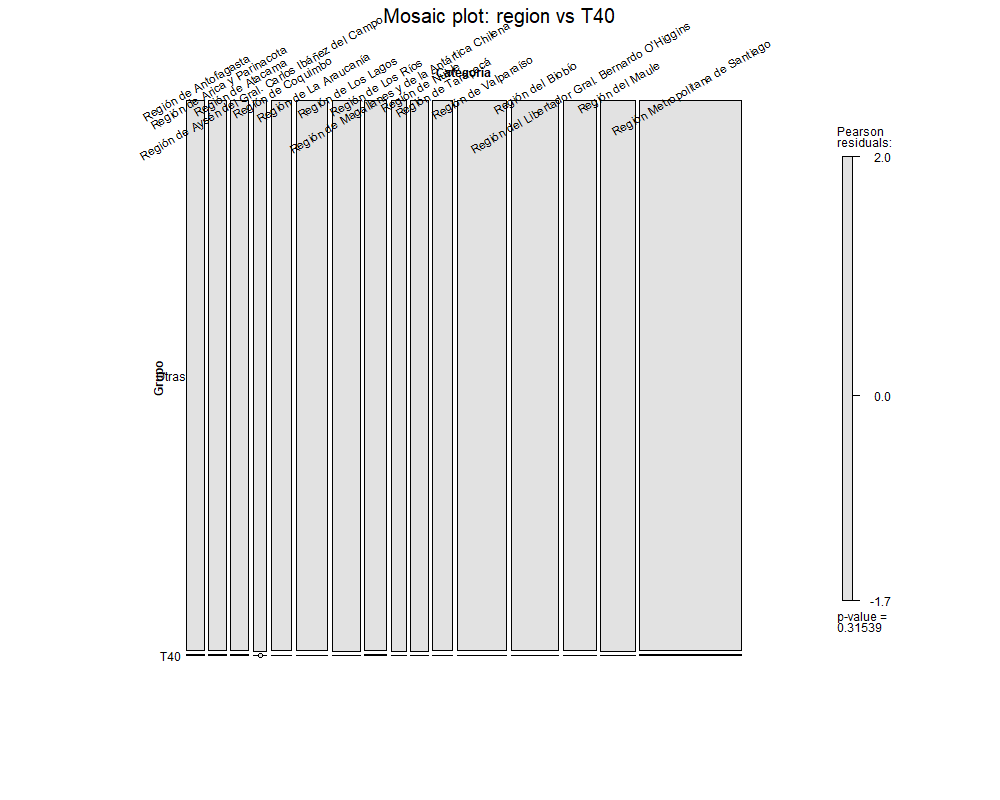 Mosaic plot: region vs T40
Categoria
Región de Antofagasta
Región de Arica y Parinacota
Región de Atacama
Región de Aysén del Gral. Carlos Ibáñez del Campo
Región de Coquimbo
Región de La Araucanía
Región de Los Lagos
Región de Los Ríos
Región de Magallanes y de la Antártica Chilena
Región de Ñuble
Región de Tarapacá
Región de Valparaíso
Región del Biobío
Región del Libertador Gral. Bernardo O'Higgins
Región del Maule
Región Metropolitana de Santiago
Grupo
Otras
T40
Pearson
residuals:
2.0
0.0
-1.7
p-value =
0.31539